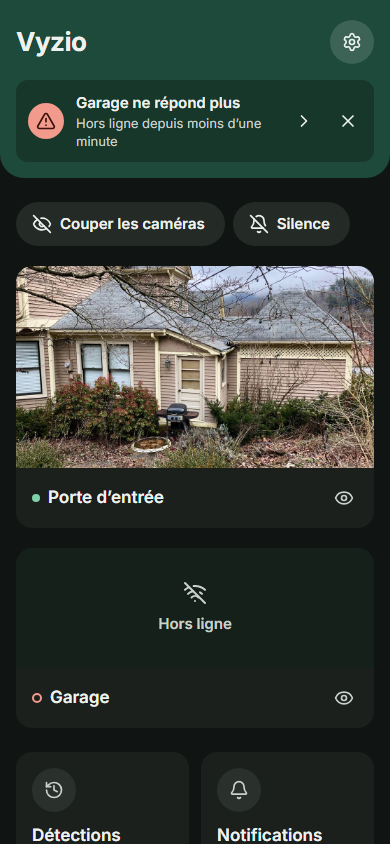 Vyzio
Garage ne répond plus
Hors ligne depuis moins d’une
minute
Couper les caméras
Silence
Porte d’entrée
Hors ligne
Garage
Détections
Notifications